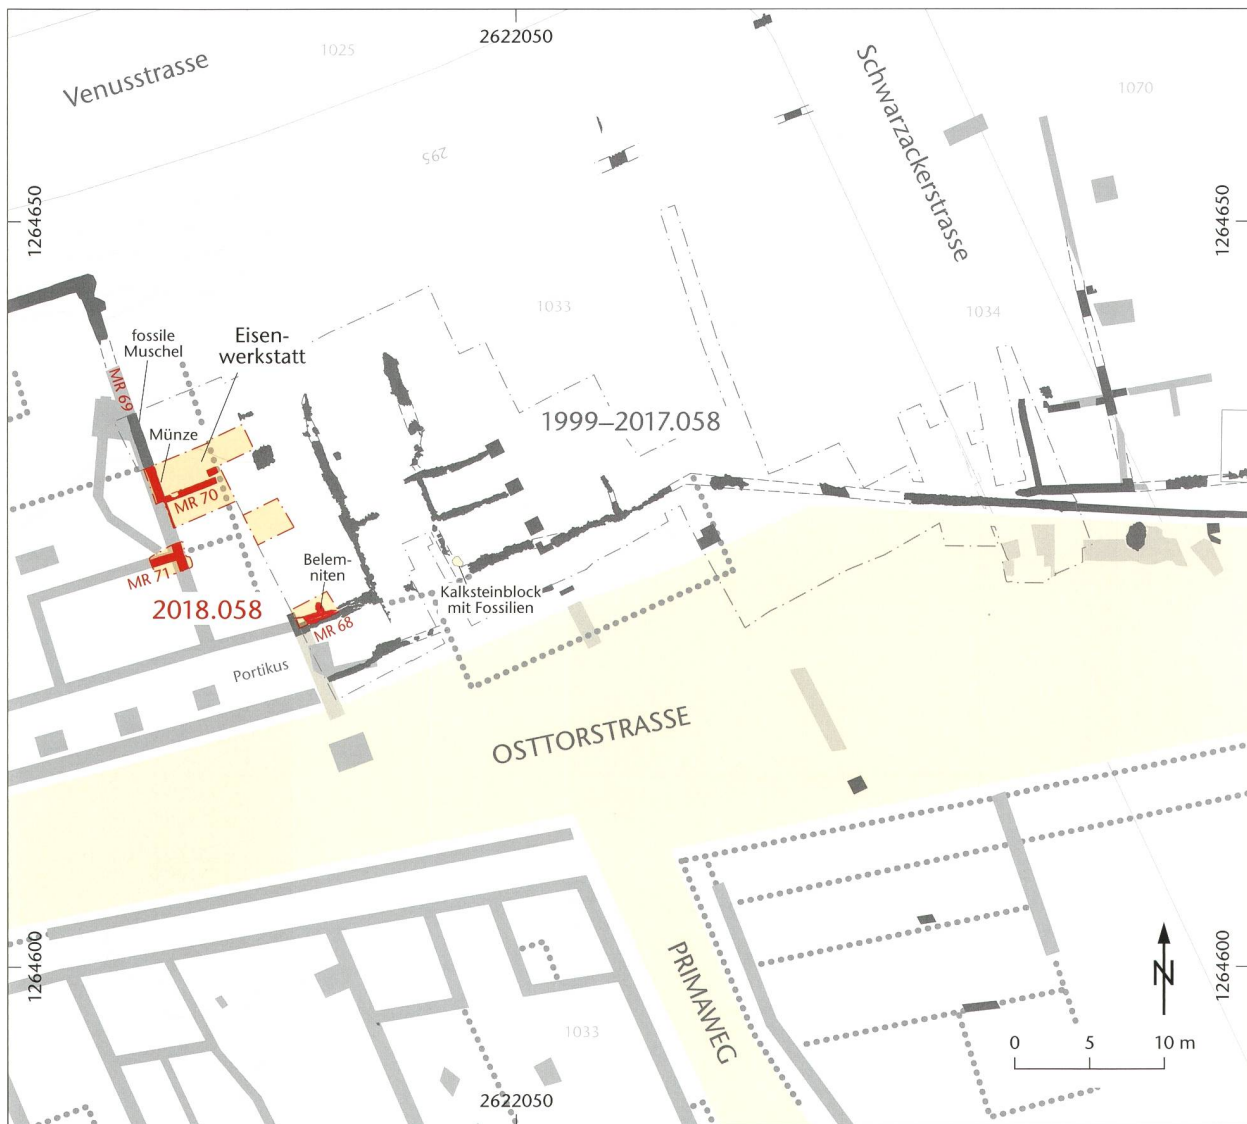 2622050
1025
Venusstrasse
Schwarzackerstrasse
1070
295
1264650
1264650
1033
1034
fossile
Muschel
Eisen-
werkstatt
MR 69
1999–2017.058
Münze
MR 70
Belem-
niten
MR 71
Kalksteinblock
mit Fossilien
2018.058
MR 68
Portikus
OSTTORSTRASSE
1264600
1264600
PRIMAWEG
N
1033
0 5 10 m
2622050